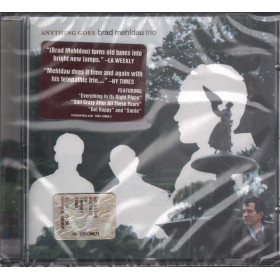 ANYTHING GOES brad mehldau trio
"(Brad Mehldau) turns old tunes into
bright new lamps." –LA WEEKLY
"Mehldau does it time and again with
his telepathic trio...." –NY TIMES
FEATURING:
"Everything In Its Right Place"
"Still Crazy After All These Years"
"Get Happy" and "Smile"